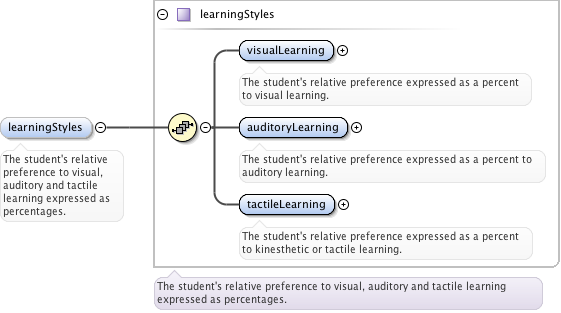 learningStyles
visualLearning
The student's relative preference expressed as a percent
to visual learning.
auditoryLearning
The student's relative preference expressed as a percent to
auditory learning.
tactileLearning
The student's relative preference expressed as a percent
to kinesthetic or tactile learning.
learningStyles
The student's relative
preference to visual,
auditory and tactile
learning expressed as
percentages.
The student's relative preference to visual, auditory and tactile learning
expressed as percentages.